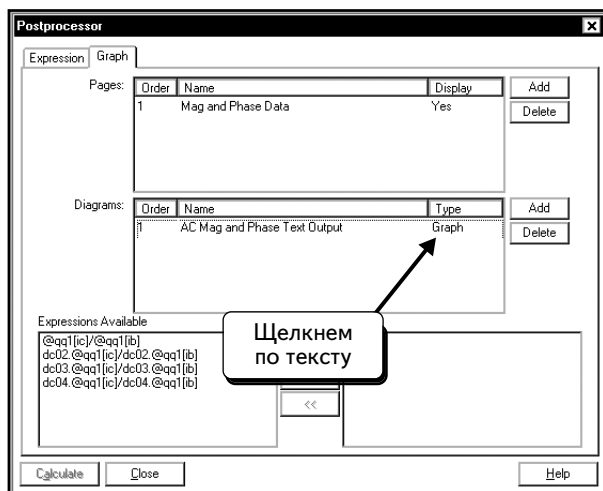 Postprocessor
Expression Graph
Pages:
Order Name Display
1 Mag and Phase Data Yes
Add
Delete
Diagrams:
Order Name Type
1 AC Mag and Phase Text Output Graph
Add
Delete
Expressions Available
@qq1[ic]/@qq1[ib]
dc02.@qq1[ic]/dc02.@qq1[ib]
dc03.@qq1[ic]/dc03.@qq1[ib]
dc04.@qq1[ic]/dc04.@qq1[ib]
Щелкнем
по тексту
<<
Calculate Close Help